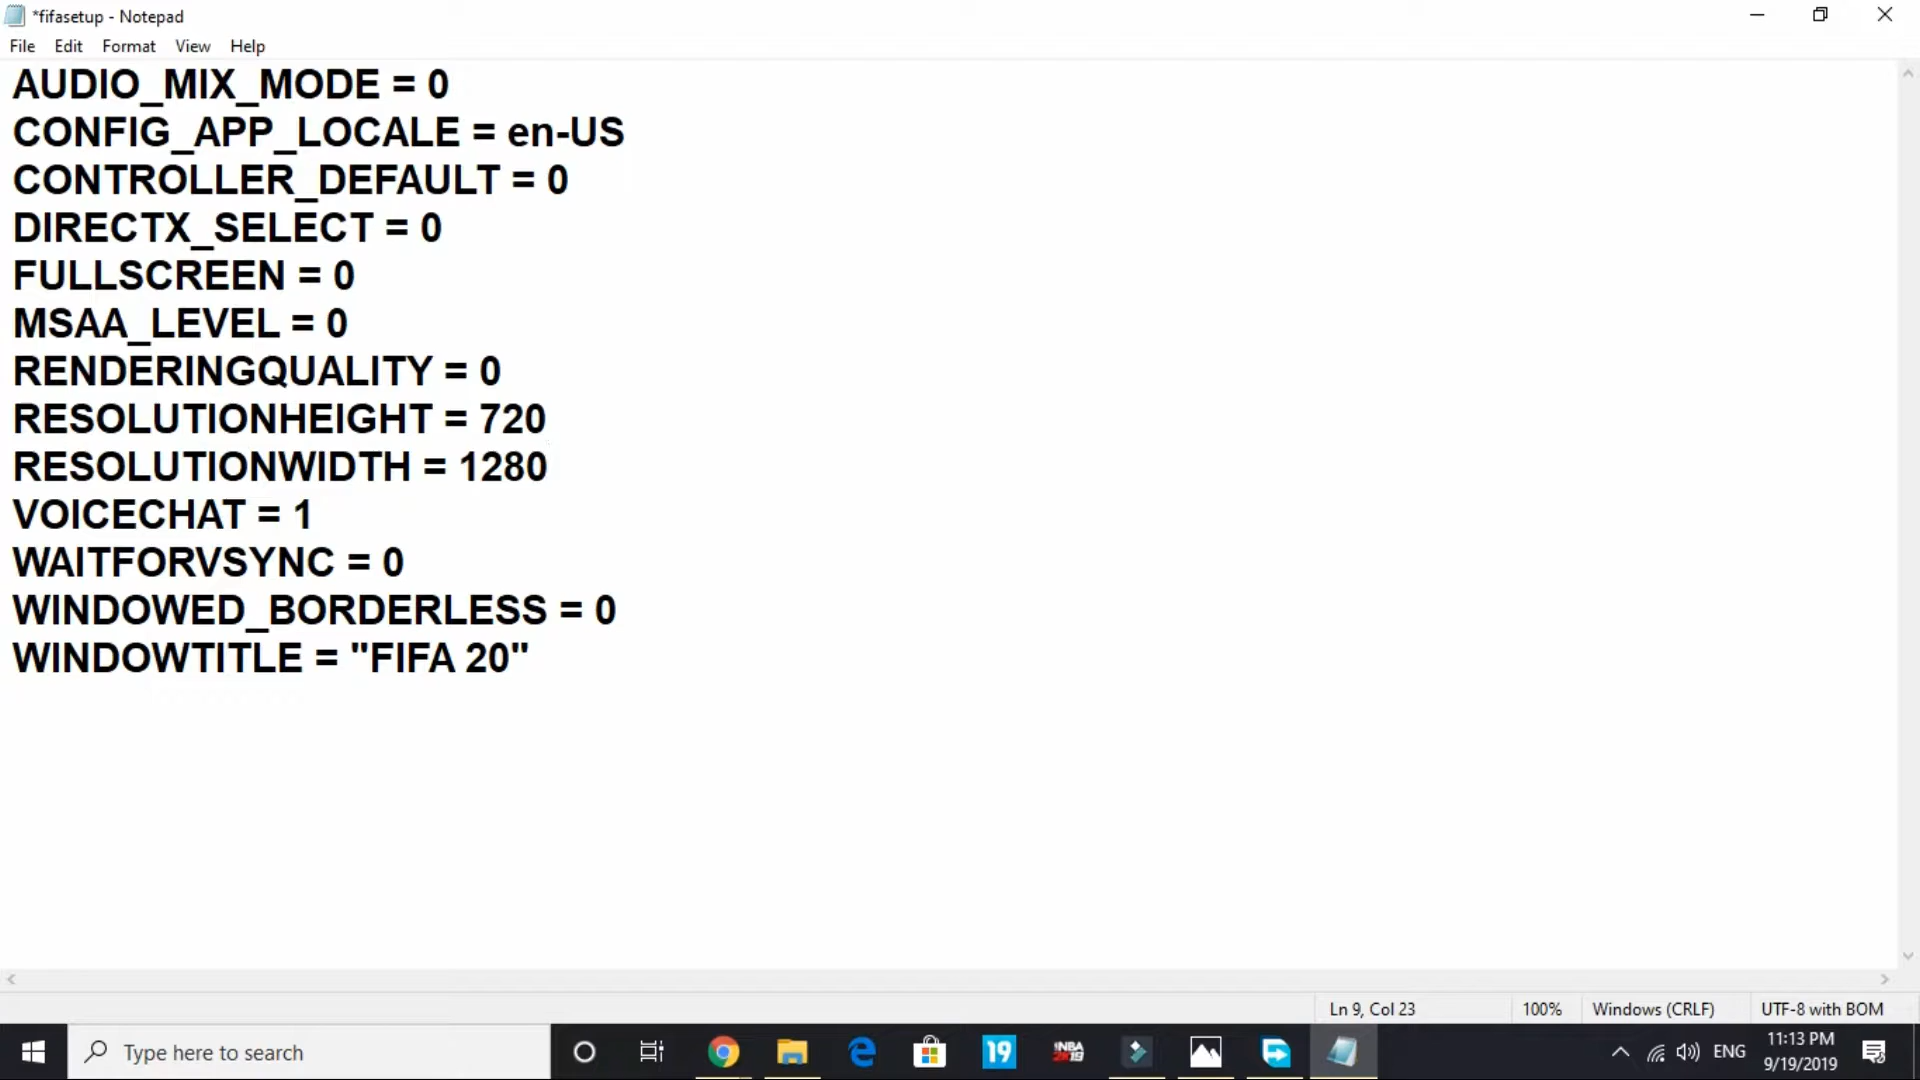 *fifasetup - Notepad
File Edit Format View Help
AUDIO_MIX_MODE = 0
CONFIG_APP_LOCALE = en-US
CONTROLLER_DEFAULT = 0
DIRECTX_SELECT = 0
FULLSCREEN = 0
MSAA_LEVEL = 0
RENDERINGQUALITY = 0
RESOLUTIONHEIGHT = 720
RESOLUTIONWIDTH = 1280
VOICECHAT = 1
WAITFORVSYNC = 0
WINDOWED_BORDERLESS = 0
WINDOWTITLE = "FIFA 20"
Ln 9, Col 23 100% Windows (CRLF) UTF-8 with BOM
Type here to search 19 NBA 2K19 ENG 11:13 PM
9/19/2019